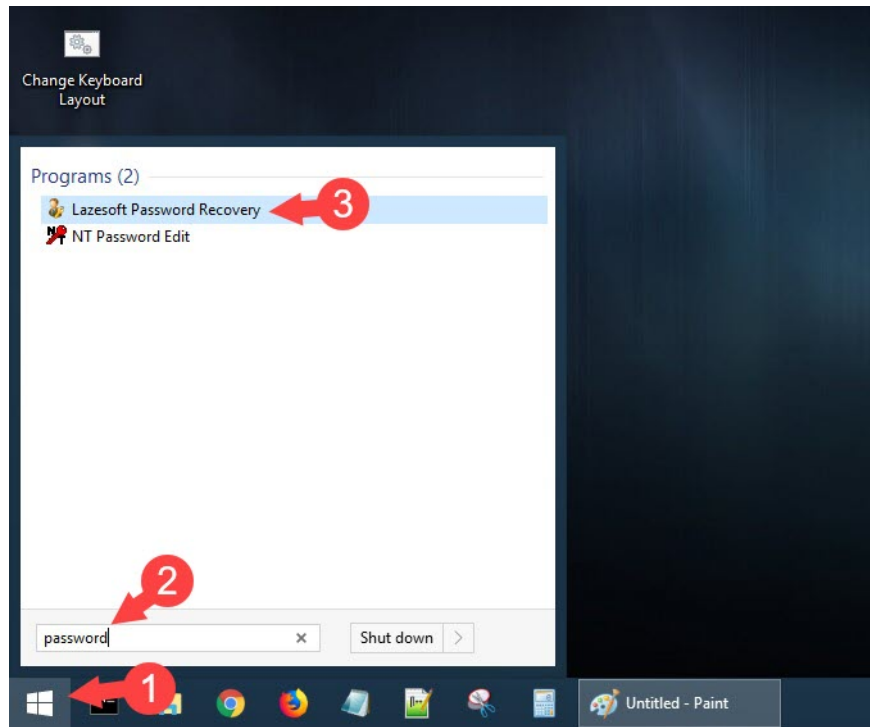 Change Keyboard
Layout
Programs (2)
Lazesoft Password Recovery
3
NT Password Edit
2
password
Shut down
1
Untitled - Paint